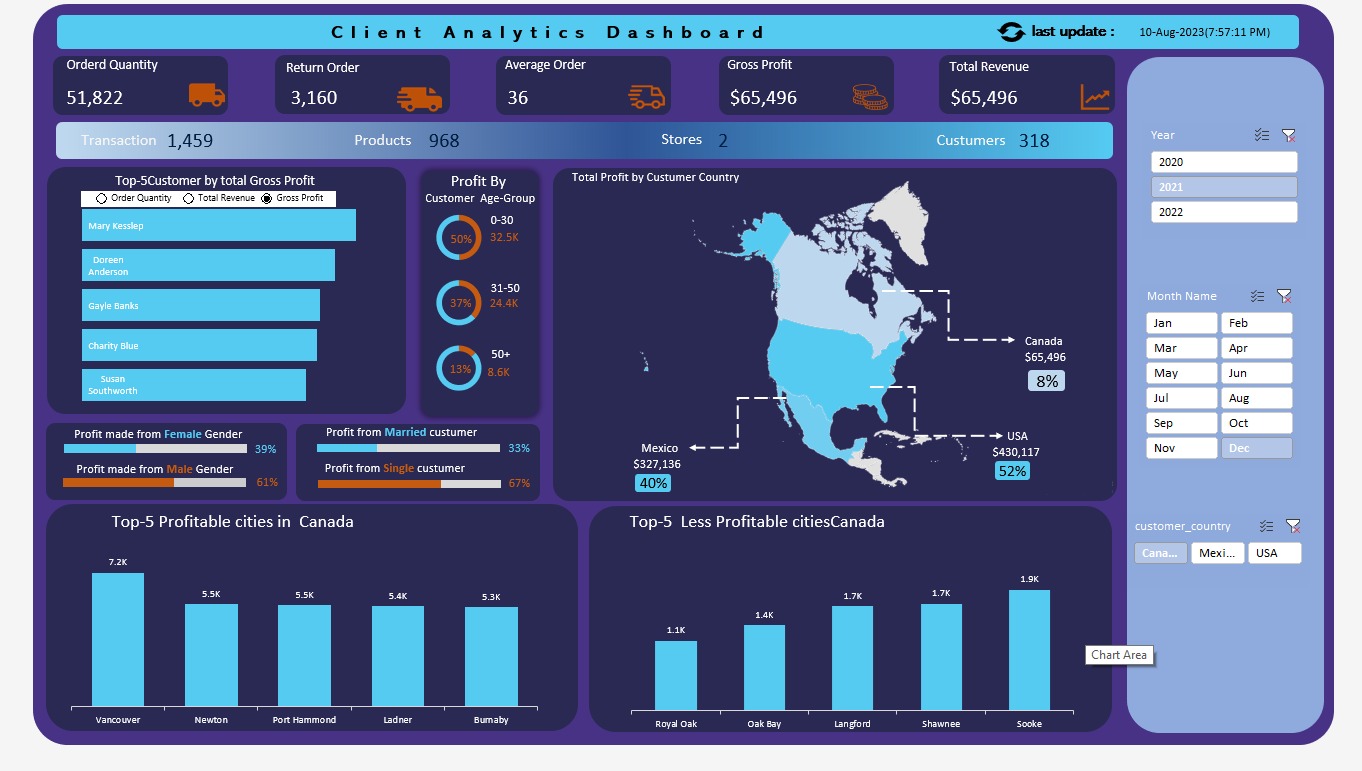 Client Analytics Dashboard
last update :
10-Aug-2023(7:57:11 PM)
Orderd Quantity
51,822
Return Order
3,160
Average Order
36
Gross Profit
$65,496
Total Revenue
$65,496
Transaction 1,459
Products 968
Stores 2
Custumers 318
Top-5Customer by total Gross Profit
Order Quantity
Total Revenue
Gross Profit
Mary Kesslep
Doreen
Anderson
Gayle Banks
Charity Blue
Susan
Southworth
Profit By
Customer Age-Group
50%
0-30
32.5K
37%
31-50
24.4K
13%
50+
8.6K
Total Profit by Custumer Country
Canada
$65,496
8%
USA
$430,117
52%
Mexico
$327,136
40%
Profit made from Female Gender
39%
Profit made from Male Gender
61%
Profit from Married custumer
33%
Profit from Single custumer
67%
Top-5 Profitable cities in Canada
7.2K
5.5K
5.5K
5.4K
5.3K
Vancouver
Newton
Port Hammond
Ladner
Burnaby
Top-5 Less Profitable citiesCanada
1.1K
1.4K
1.7K
1.7K
1.9K
Royal Oak
Oak Bay
Langford
Shawnee
Sooke
Chart Area
Year
2020
2021
2022
Month Name
Jan Feb
Mar Apr
May Jun
Jul Aug
Sep Oct
Nov Dec
customer_country
Cana... Mexi... USA